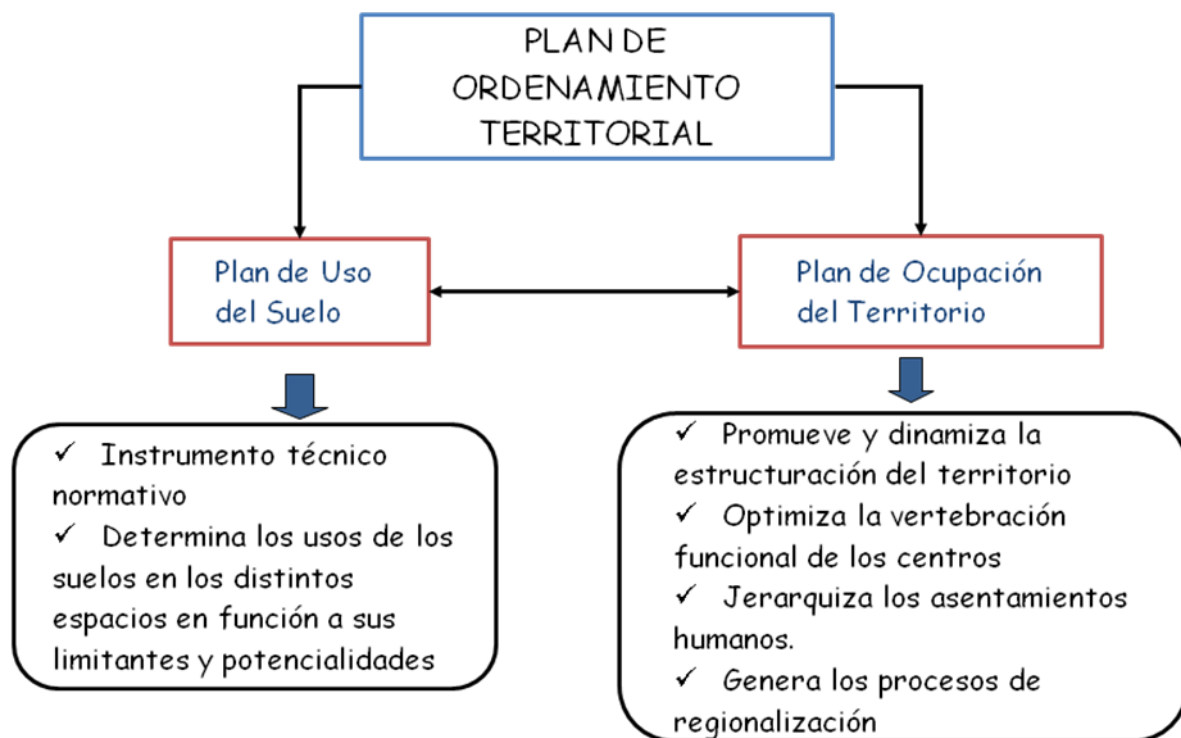 PLAN DE
ORDENAMIENTO
TERRITORIAL
Plan de Uso
del Suelo
Plan de Ocupación
del Territorio
✓ Instrumento técnico
normativo
✓ Determina los usos de los
suelos en los distintos
espacios en función a sus
limitantes y potencialidades
✓ Promueve y dinamiza la
estructuración del territorio
✓ Optimiza la vertebración
funcional de los centros
✓ Jerarquiza los asentamientos
humanos.
✓ Genera los procesos de
regionalización